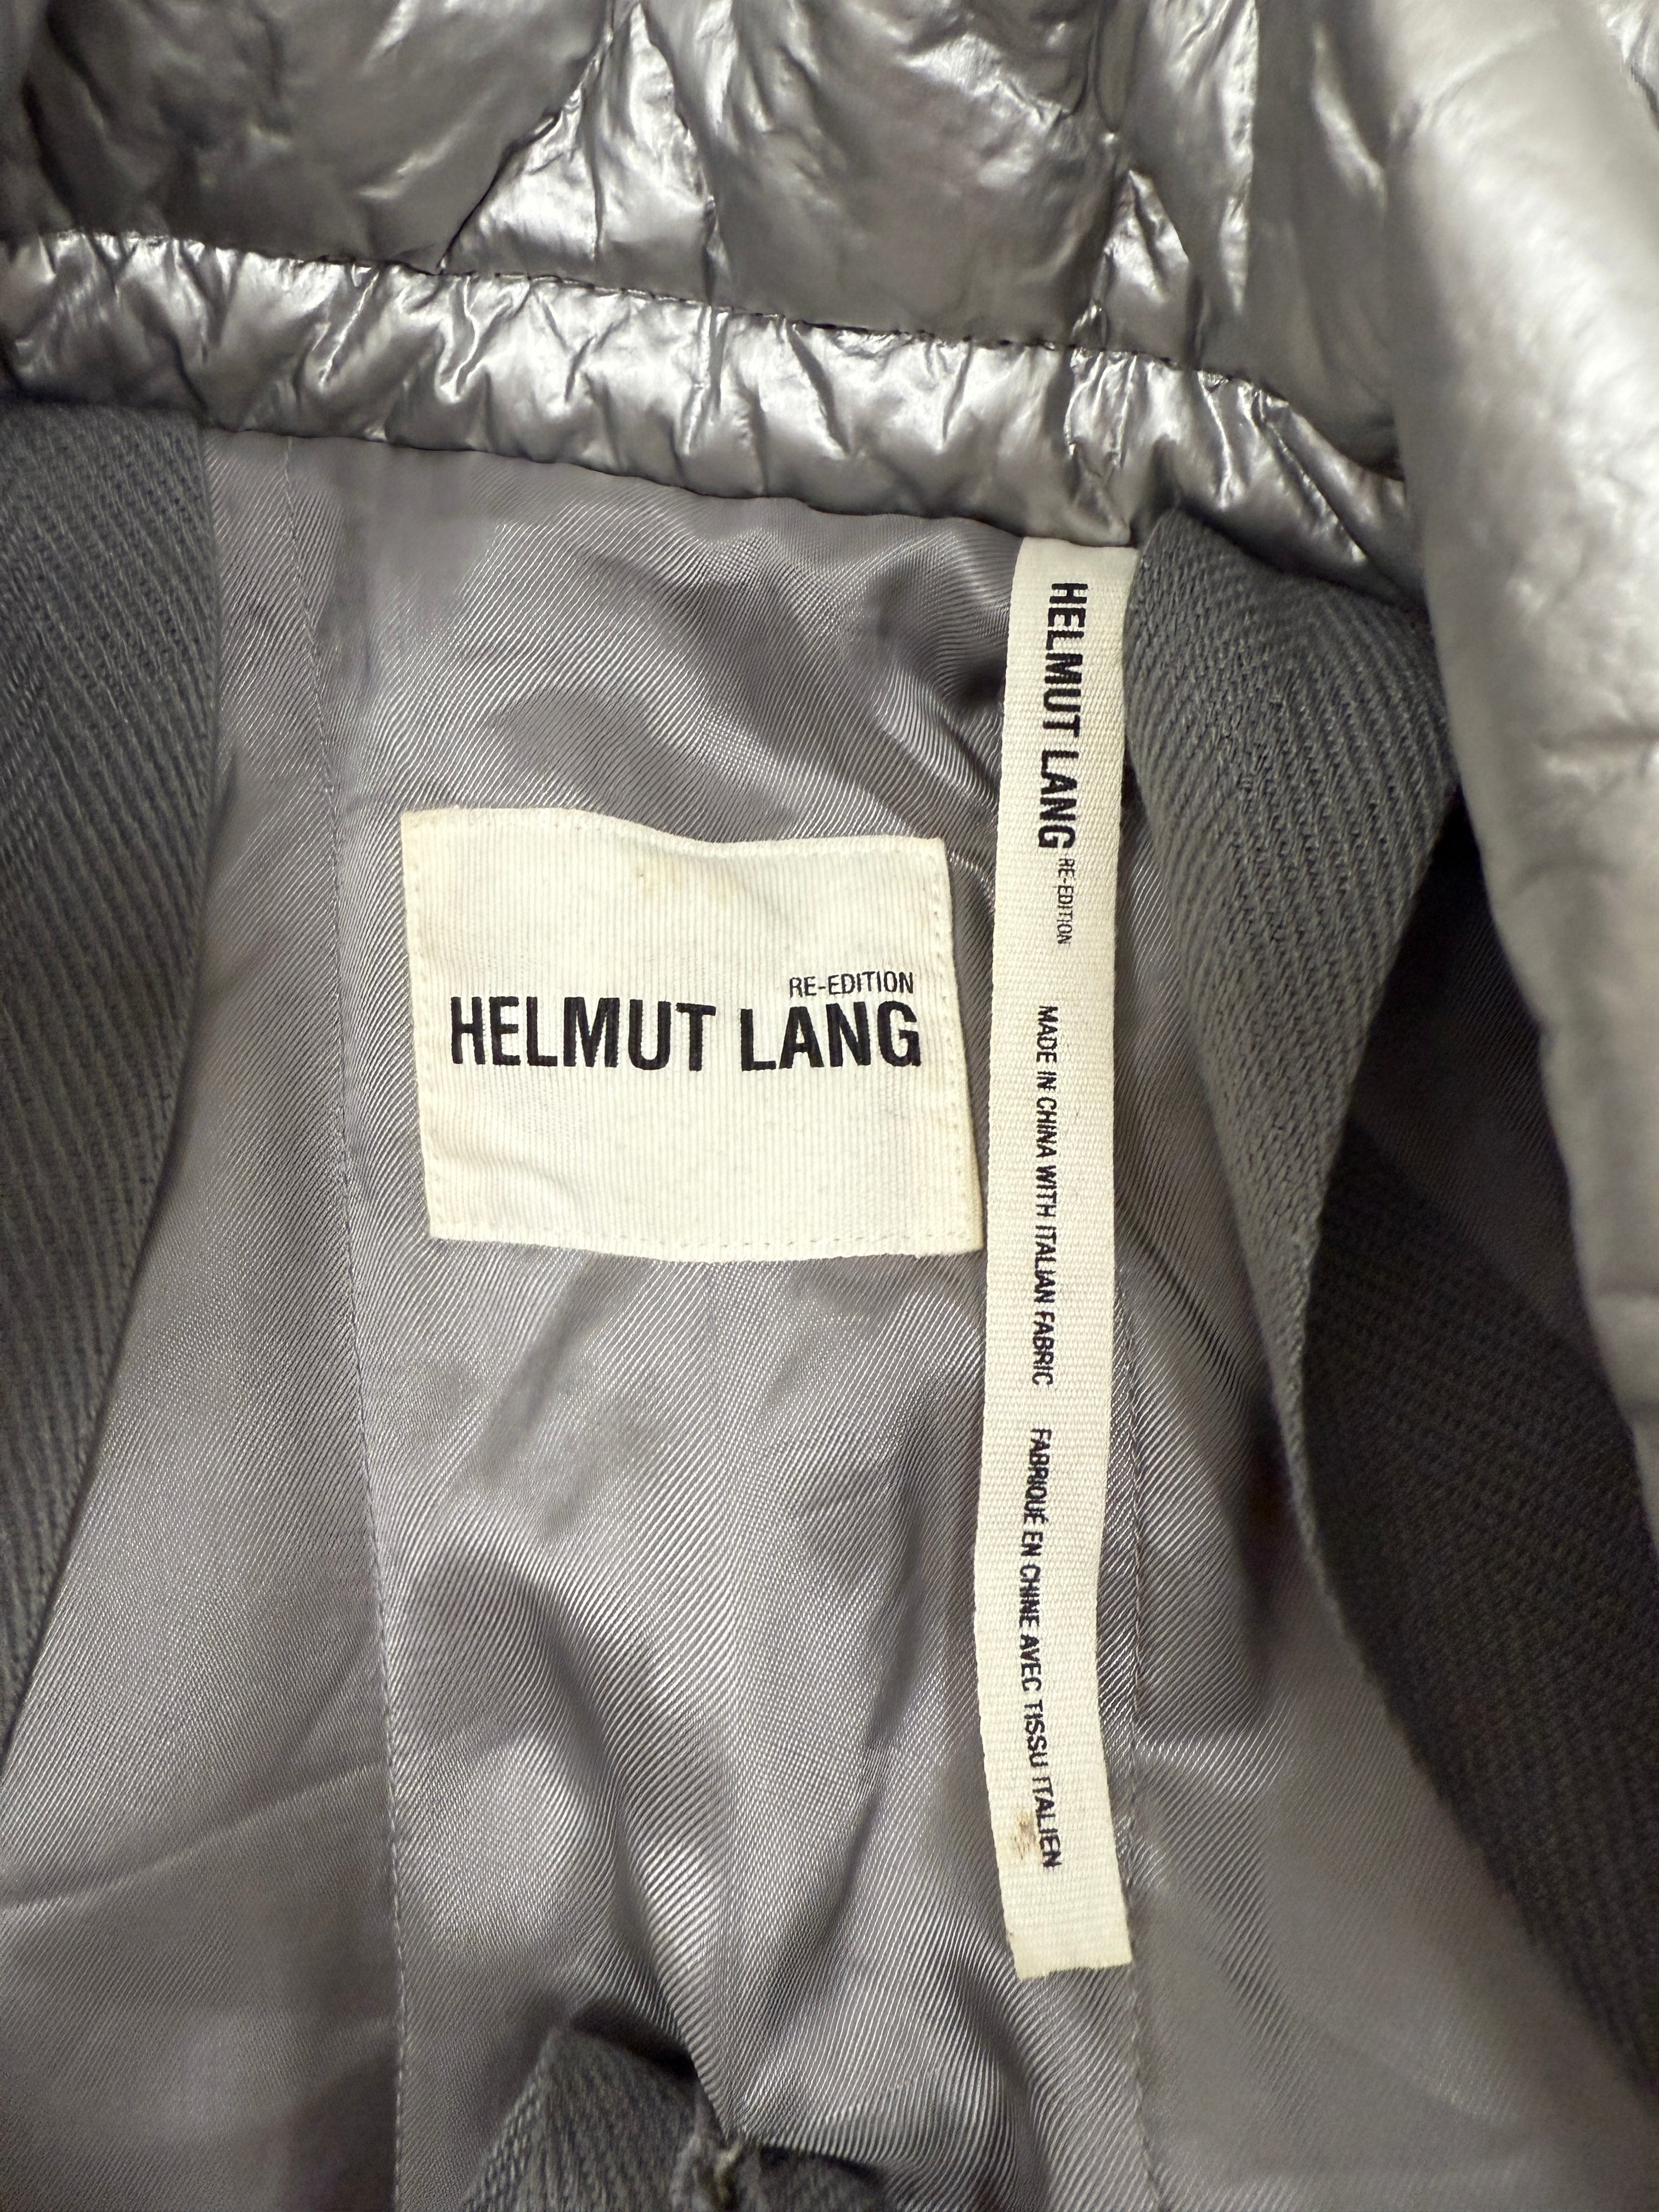 RE-EDITION
HELMUT LANG
HELMUT LANG RE-EDITION MADE IN CHINA WITH ITALIAN FABRIC FABRIQUÉ EN CHINE AVEC TISSU ITALIEN